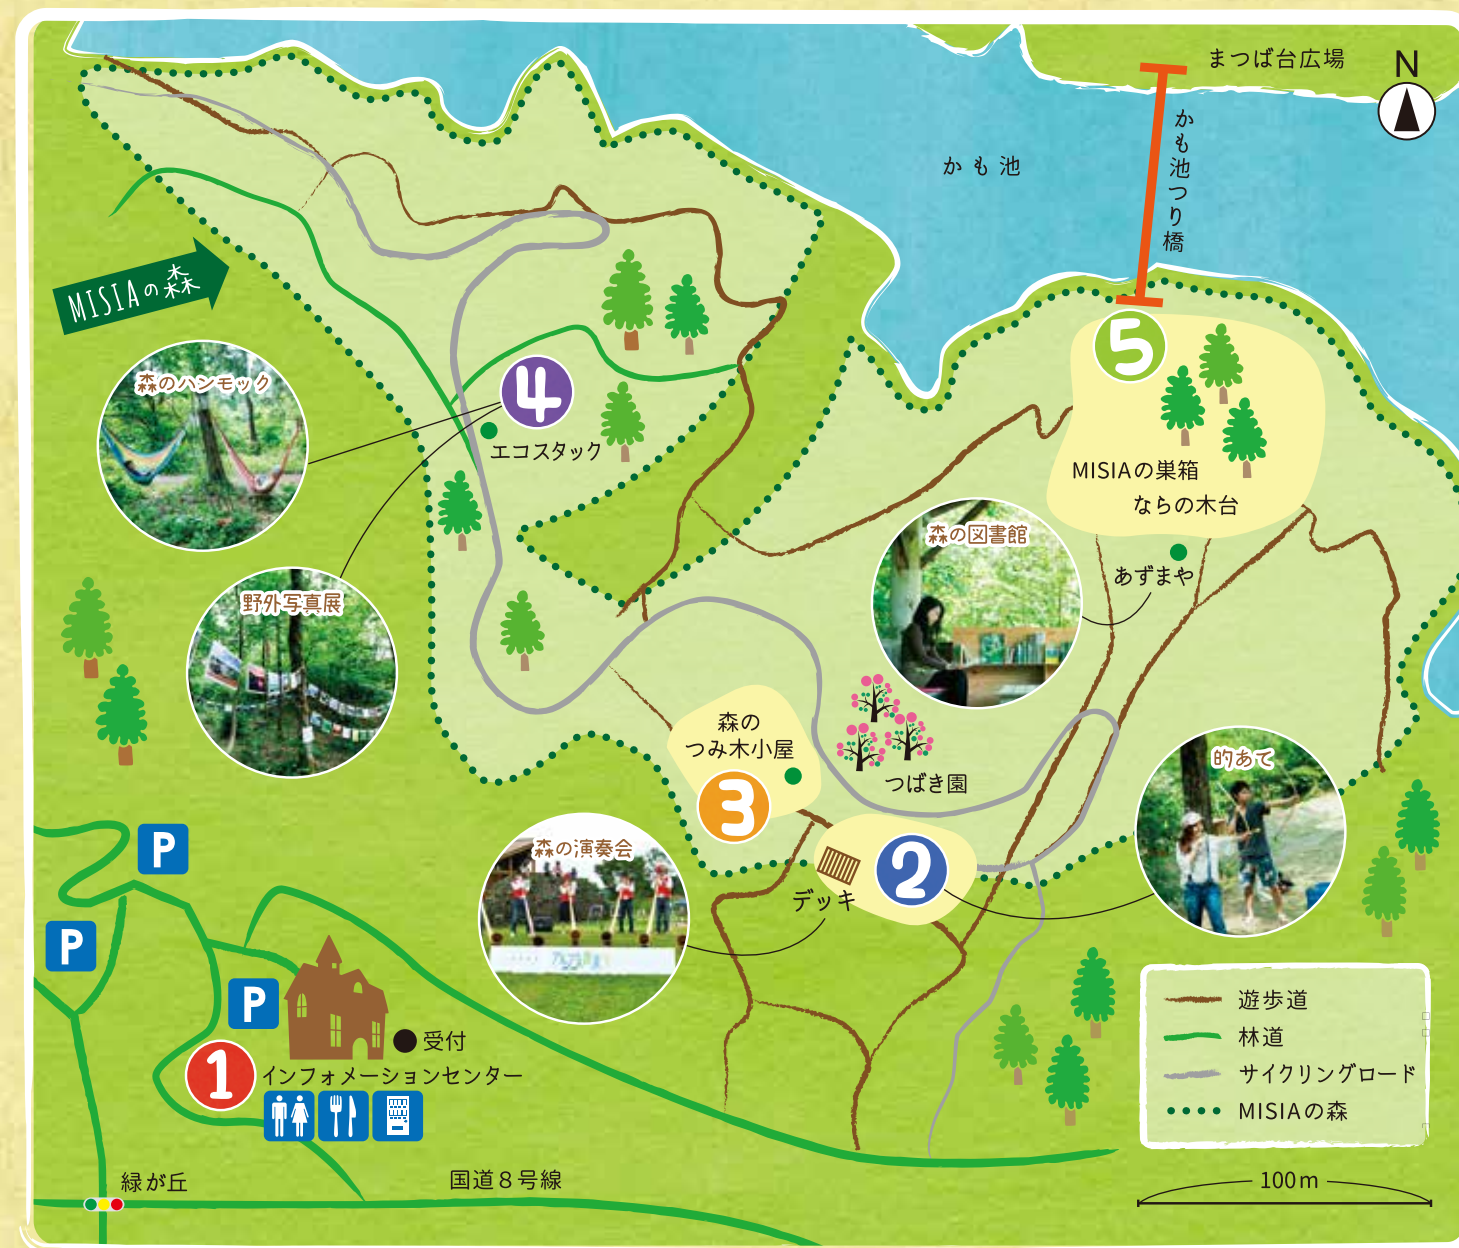 まつば台広場
N
かも池
かも池つり橋
MISIAの森
5
森のハンモック
4
エコスタック
MISIAの巣箱
ならの木台
森の図書館
あずまや
野外写真展
森の
つみ木小屋
3
つばき園
的あて
森の演奏会
2
デッキ
P
P
P
受付
1
インフォメーションセンター
遊歩道
林道
サイクリングロード
MISIAの森
緑が丘
国道8号線
100m